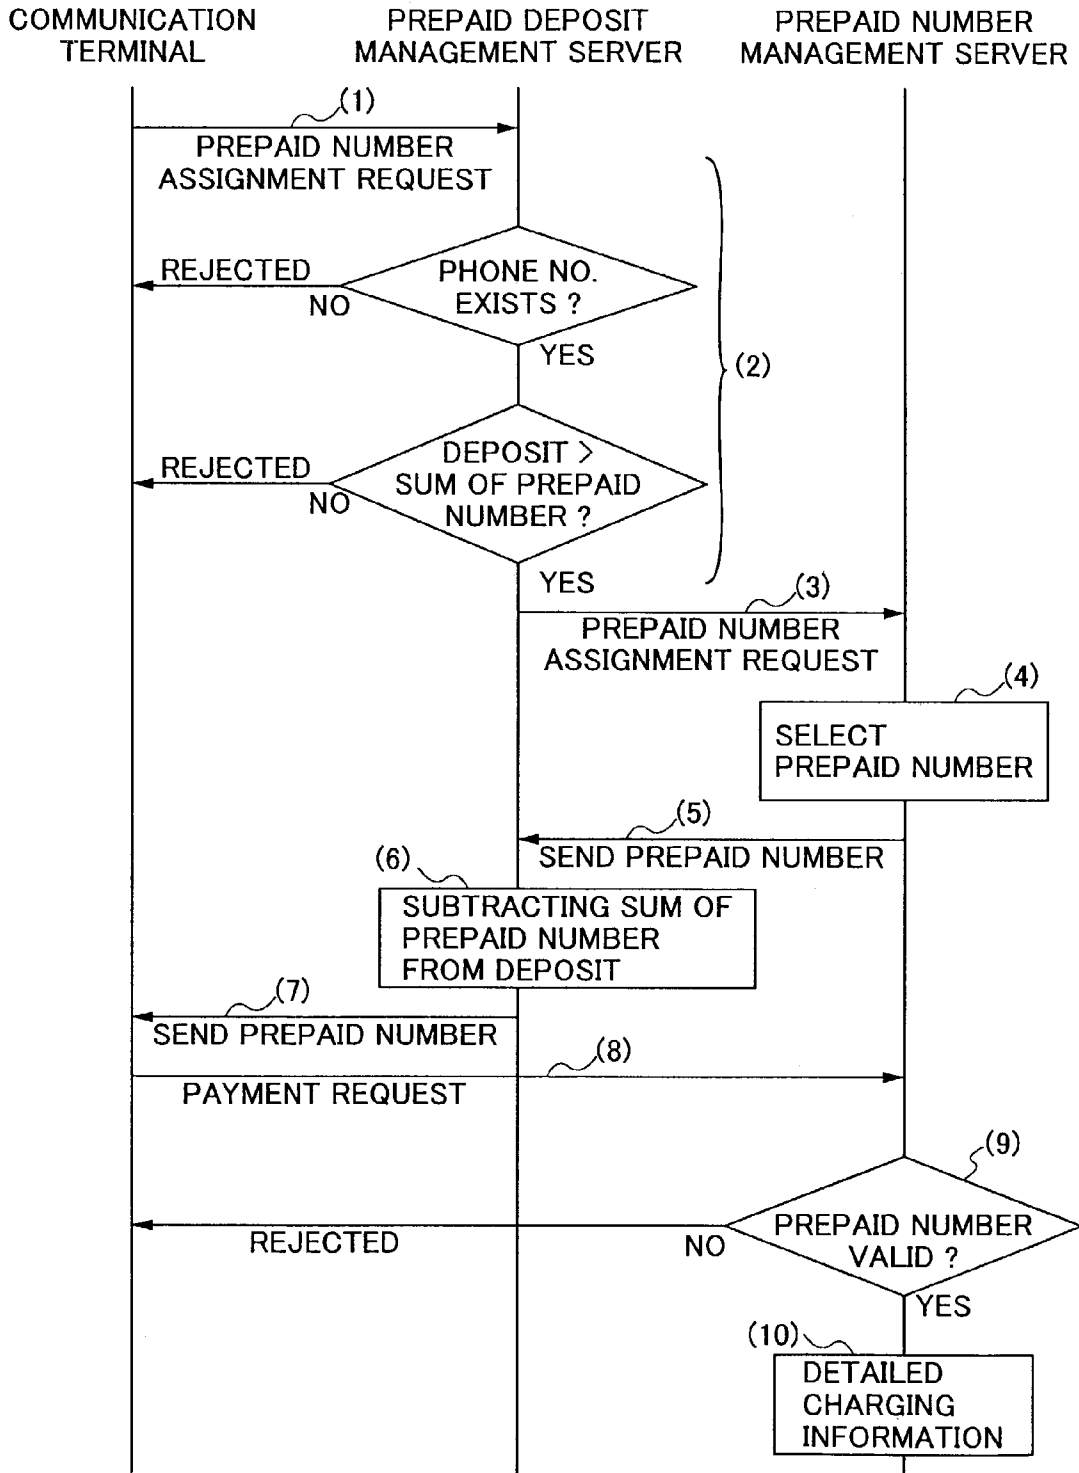 COMMUNICATION
TERMINAL
PREPAID DEPOSIT
MANAGEMENT SERVER
PREPAID NUMBER
MANAGEMENT SERVER
(1)
PREPAID NUMBER
ASSIGNMENT REQUEST
(2)
REJECTED
NO
PHONE NO.
EXISTS ?
YES
REJECTED
NO
DEPOSIT >
SUM OF PREPAID
NUMBER ?
YES
(3)
PREPAID NUMBER
ASSIGNMENT REQUEST
(4)
SELECT
PREPAID NUMBER
(5)
SEND PREPAID NUMBER
(6)
SUBTRACTING SUM OF
PREPAID NUMBER
FROM DEPOSIT
(7)
SEND PREPAID NUMBER
(8)
PAYMENT REQUEST
(9)
PREPAID NUMBER
VALID ?
REJECTED
NO
YES
(10)
DETAILED
CHARGING
INFORMATION